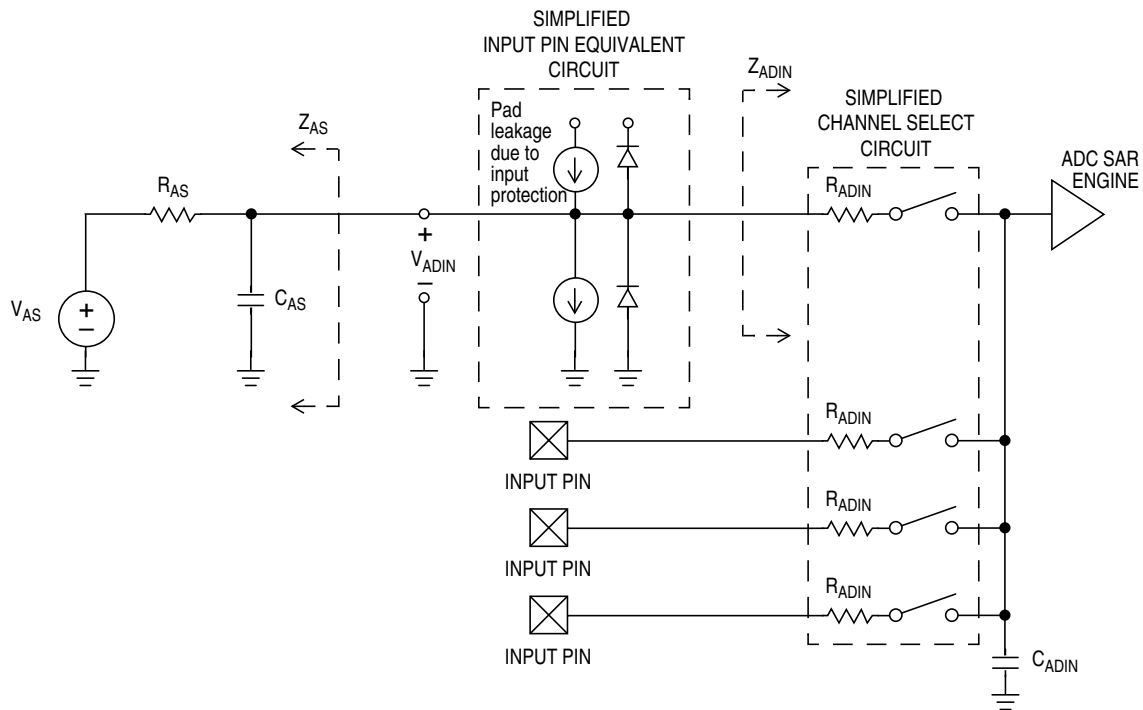 SIMPLIFIED
INPUT PIN EQUIVALENT
CIRCUIT
Pad
leakage
due to
input
protection
Z_ADIN
SIMPLIFIED
CHANNEL SELECT
CIRCUIT
ADC SAR
ENGINE
Z_AS
R_AS
R_ADIN
+
V_ADIN
–
C_AS
V_AS
+
–
R_ADIN
INPUT PIN
R_ADIN
INPUT PIN
R_ADIN
INPUT PIN
C_ADIN